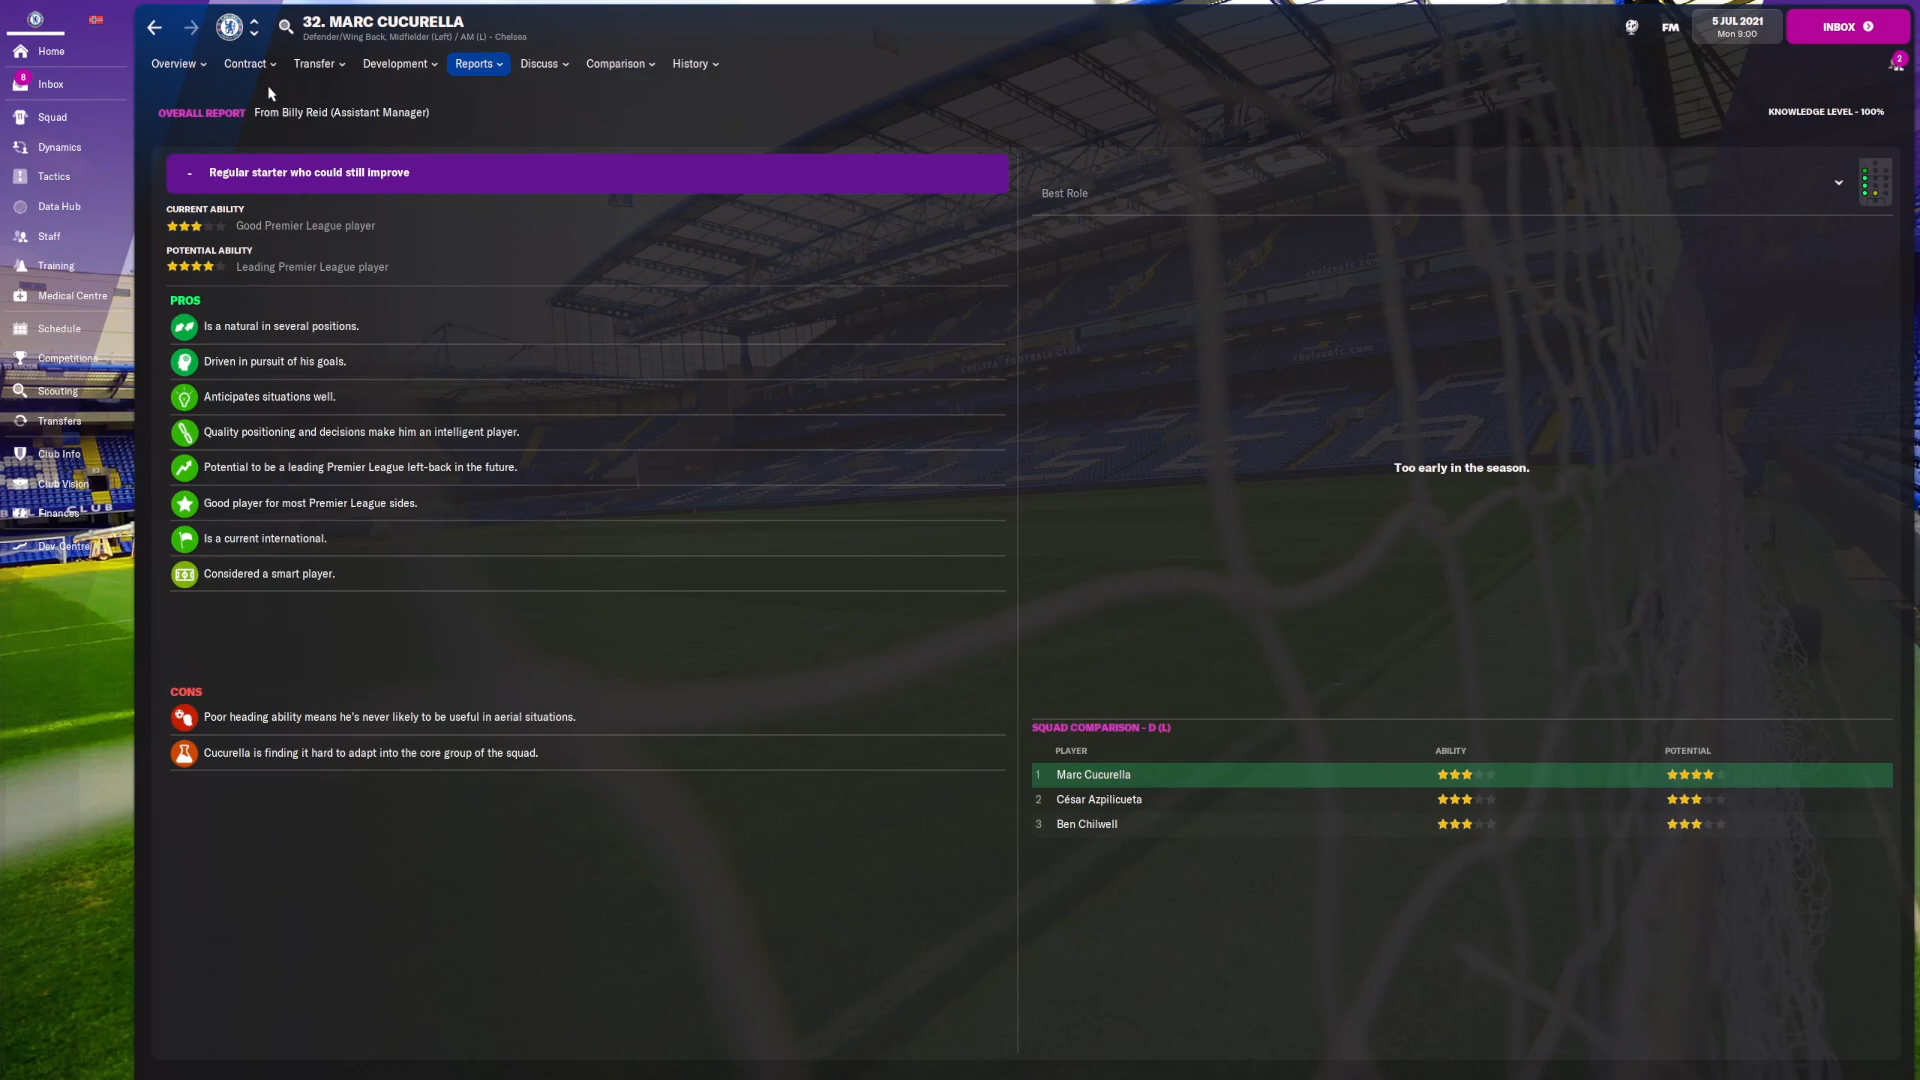 32. MARC CUCURELLA
Defender/Wing Back, Midfielder (Left) / AM (L) - Chelsea
FM
5 JUL 2021
Mon 9:00
INBOX
Overview
Contract
Transfer
Development
Reports
Discuss
Comparison
History
2
Home
8
Inbox
Squad
Dynamics
Tactics
Data Hub
Staff
Training
Medical Centre
Schedule
Competitions
Scouting
Transfers
Club Info
Club Vision
Finances
Dev. Centre
OVERALL REPORT From Billy Reid (Assistant Manager)
KNOWLEDGE LEVEL - 100%
- Regular starter who could still improve
CURRENT ABILITY
Good Premier League player
POTENTIAL ABILITY
Leading Premier League player
PROS
Is a natural in several positions.
Driven in pursuit of his goals.
Anticipates situations well.
Quality positioning and decisions make him an intelligent player.
Potential to be a leading Premier League left-back in the future.
Good player for most Premier League sides.
Is a current international.
Considered a smart player.
CONS
Poor heading ability means he's never likely to be useful in aerial situations.
Cucurella is finding it hard to adapt into the core group of the squad.
Best Role
Too early in the season.
SQUAD COMPARISON - D (L)
PLAYER ABILITY POTENTIAL
1 Marc Cucurella
2 César Azpilicueta
3 Ben Chilwell
chelseafc.com
CHELSEA FOOTBALL CLUB
chelseafc.com